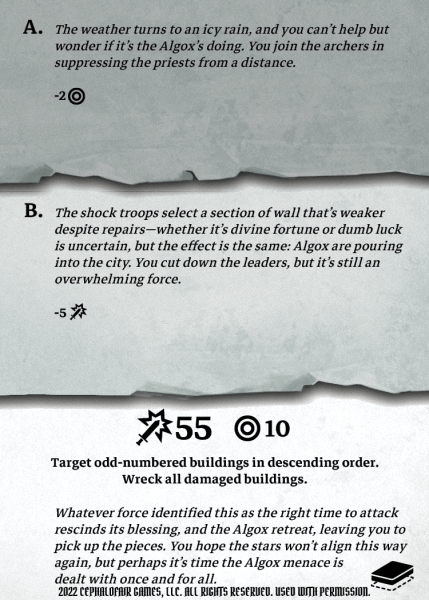 A. The weather turns to an icy rain, and you can't help but
wonder if it's the Algox's doing. You join the archers in
suppressing the priests from a distance.
-2
B. The shock troops select a section of wall that's weaker
despite repairs—whether it's divine fortune or dumb luck
is uncertain, but the effect is the same: Algox are pouring
into the city. You cut down the leaders, but it's still an
overwhelming force.
-5
55 10
Target odd-numbered buildings in descending order.
Wreck all damaged buildings.
Whatever force identified this as the right time to attack
rescinds its blessing, and the Algox retreat, leaving you to
pick up the pieces. You hope the stars won't align this way
again, but perhaps it's time the Algox menace is
dealt with once and for all.
2022 CEPHALOFAIR GAMES, LLC. ALL RIGHTS RESERVED. USED WITH PERMISSION.